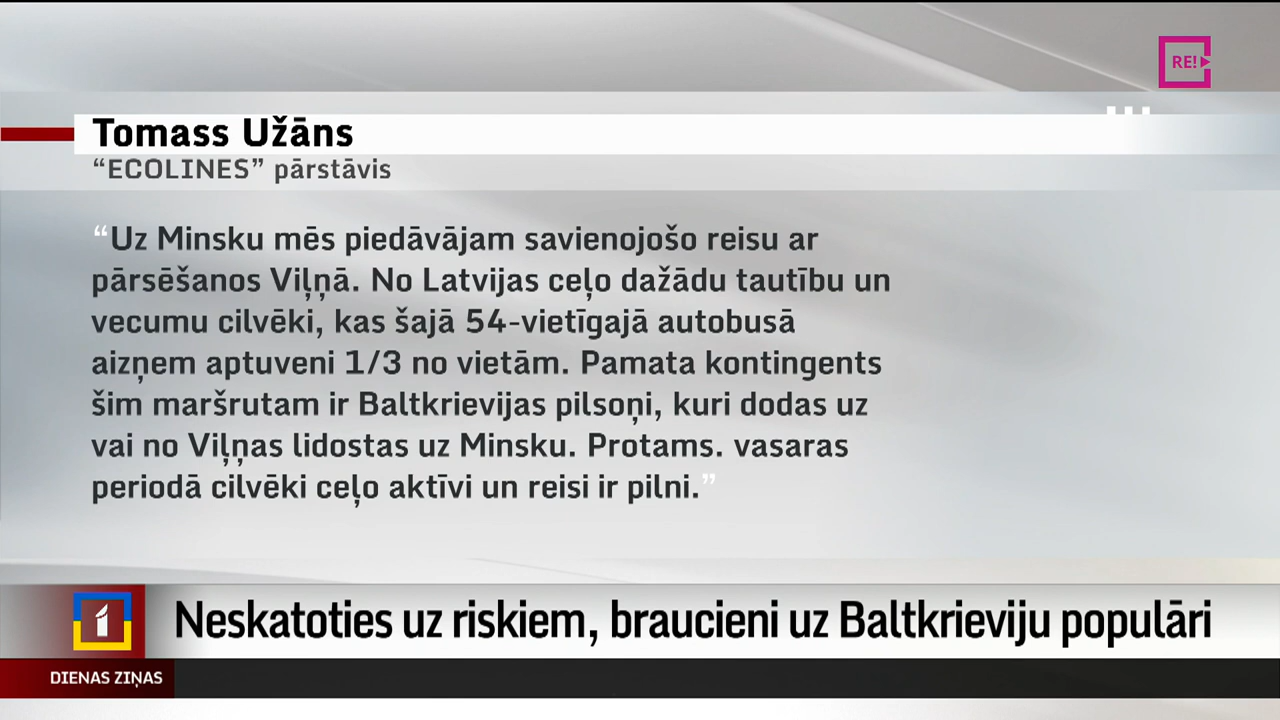 RE!
Tomass Užāns
“ECOLINES” pārstāvis
“Uz Minsku mēs piedāvājam savienojošo reisu ar
pārsēšanos Viļņā. No Latvijas ceļo dažādu tautību un
vecumu cilvēki, kas šajā 54-vietīgajā autobusā
aizņem aptuveni 1/3 no vietām. Pamata kontingents
šim maršrutam ir Baltkrievijas pilsoņi, kuri dodas uz
vai no Viļņas lidostas uz Minsku. Protams. vasaras
periodā cilvēki ceļo aktīvi un reisi ir pilni.”
1
Neskatoties uz riskiem, braucieni uz Baltkrieviju populāri
DIENAS ZIŅAS